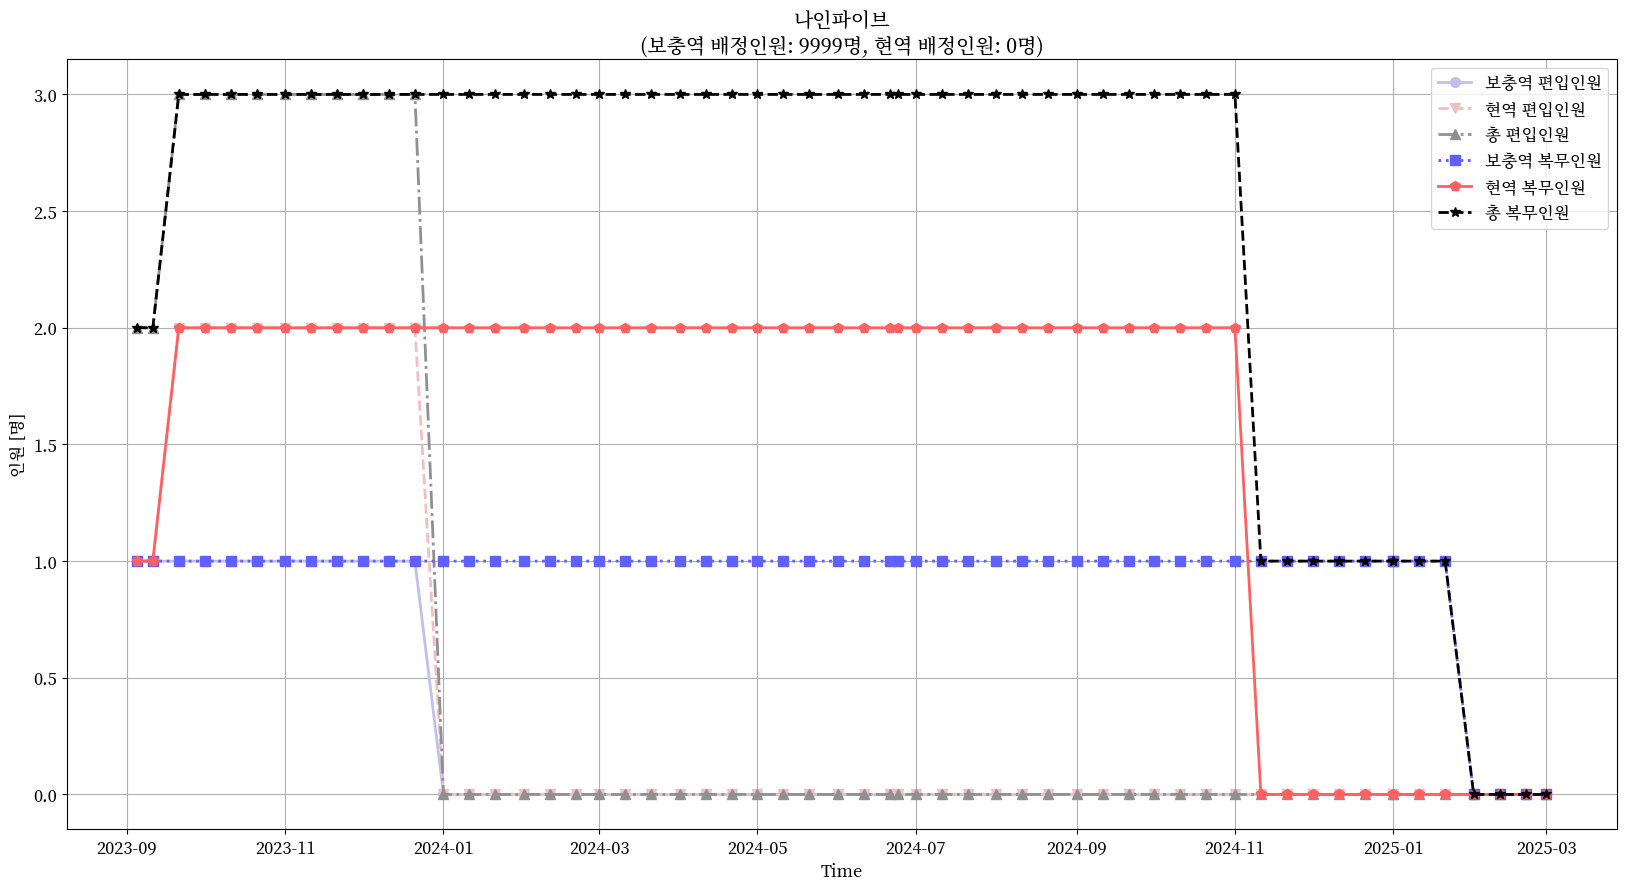 나인파이브
(보충역 배정인원: 9999명, 현역 배정인원: 0명)
보충역 편입인원
현역 편입인원
총 편입인원
보충역 복무인원
현역 복무인원
총 복무인원
인원 [명]
3.0
2.5
2.0
1.5
1.0
0.5
0.0
2023-09
2023-11
2024-01
2024-03
2024-05
2024-07
2024-09
2024-11
2025-01
2025-03
Time